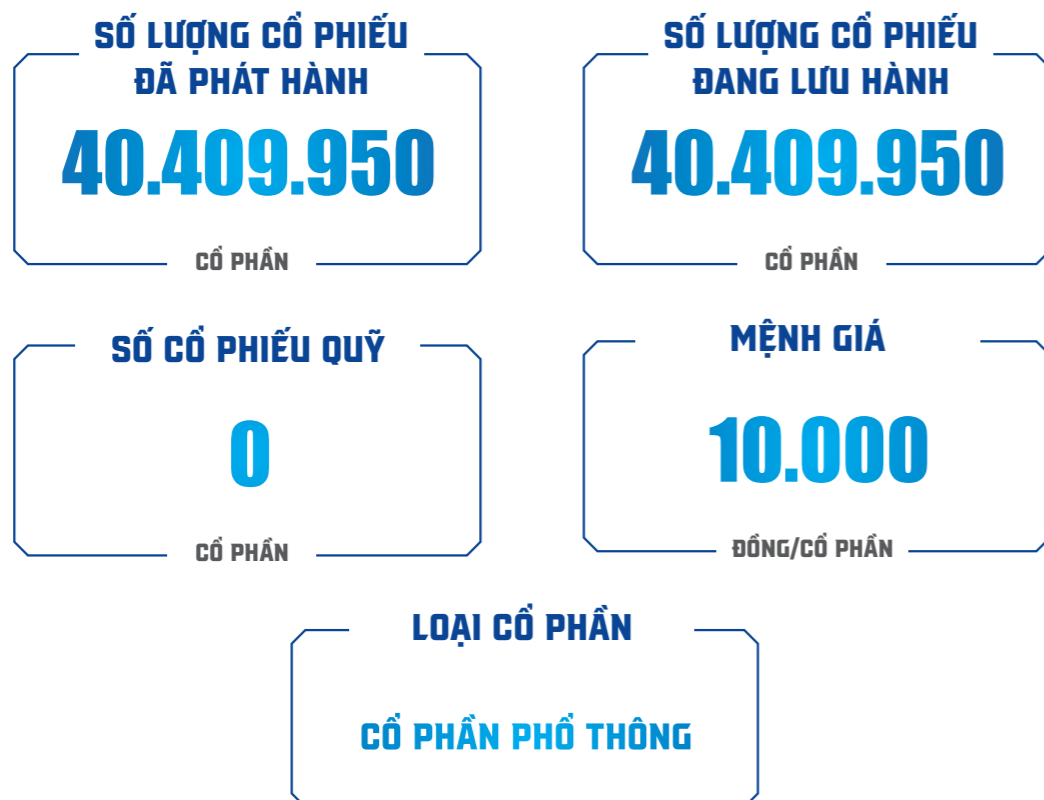 SỐ LƯỢNG CỔ PHIẾU
ĐÃ PHÁT HÀNH
40.409.950
CỔ PHẦN
SỐ LƯỢNG CỔ PHIẾU
ĐANG LƯU HÀNH
40.409.950
CỔ PHẦN
SỐ CỔ PHIẾU QUỸ
0
CỔ PHẦN
MỆNH GIÁ
10.000
ĐỒNG/CỔ PHẦN
LOẠI CỔ PHẦN
CỔ PHẦN PHỔ THÔNG